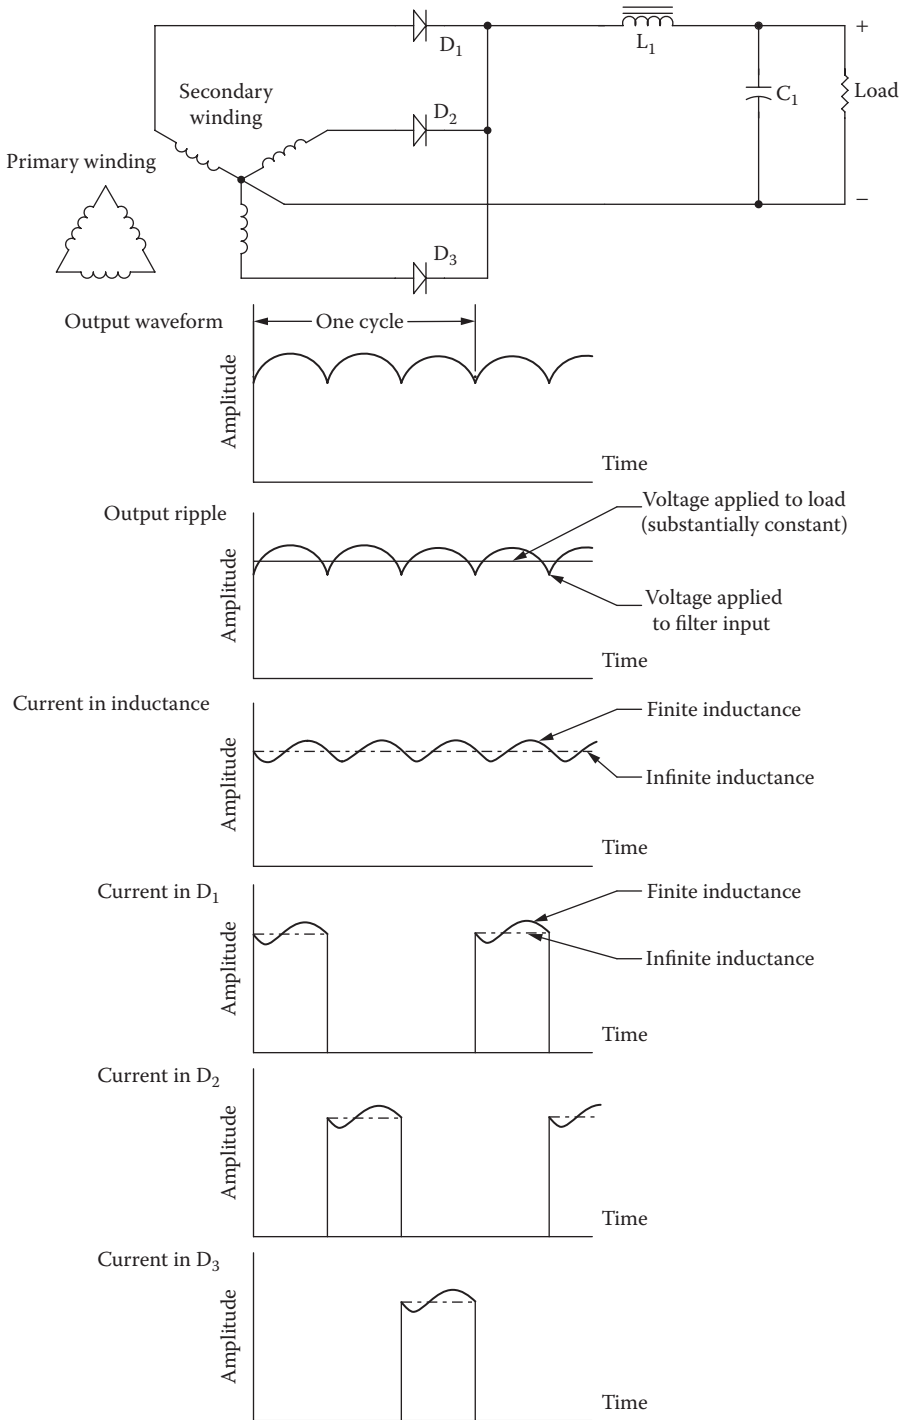 D₁
L₁
+
Secondary
winding
D₂
C₁
Load
Primary winding
−
D₃
Output waveform
One cycle
Amplitude
Time
Output ripple
Voltage applied to load
(substantially constant)
Amplitude
Voltage applied
to filter input
Time
Current in inductance
Finite inductance
Amplitude
Infinite inductance
Time
Current in D₁
Finite inductance
Amplitude
Infinite inductance
Time
Current in D₂
Amplitude
Time
Current in D₃
Amplitude
Time